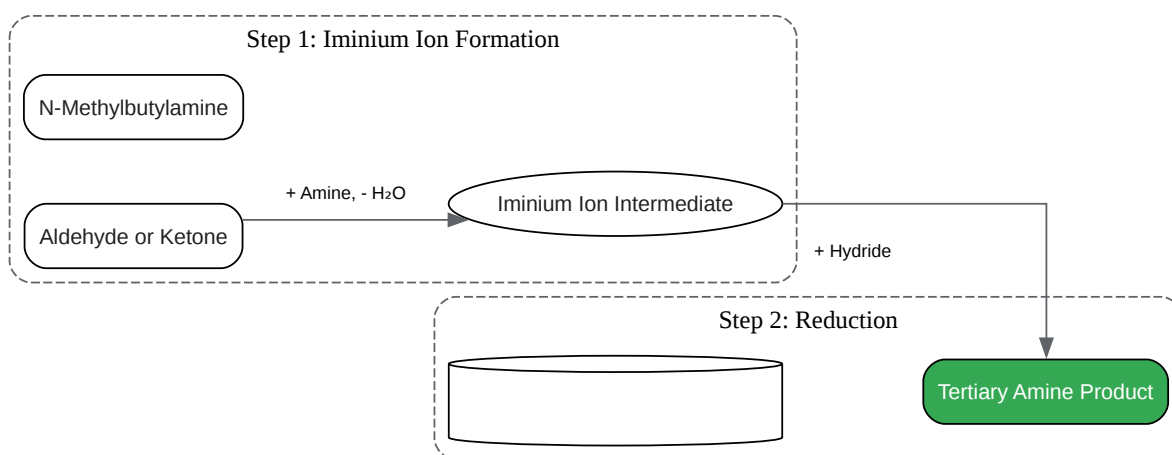 Step 1: Iminium Ion Formation
N-Methylbutylamine
Aldehyde or Ketone
+ Amine, - H₂O
Iminium Ion Intermediate
+ Hydride
Step 2: Reduction
Tertiary Amine Product